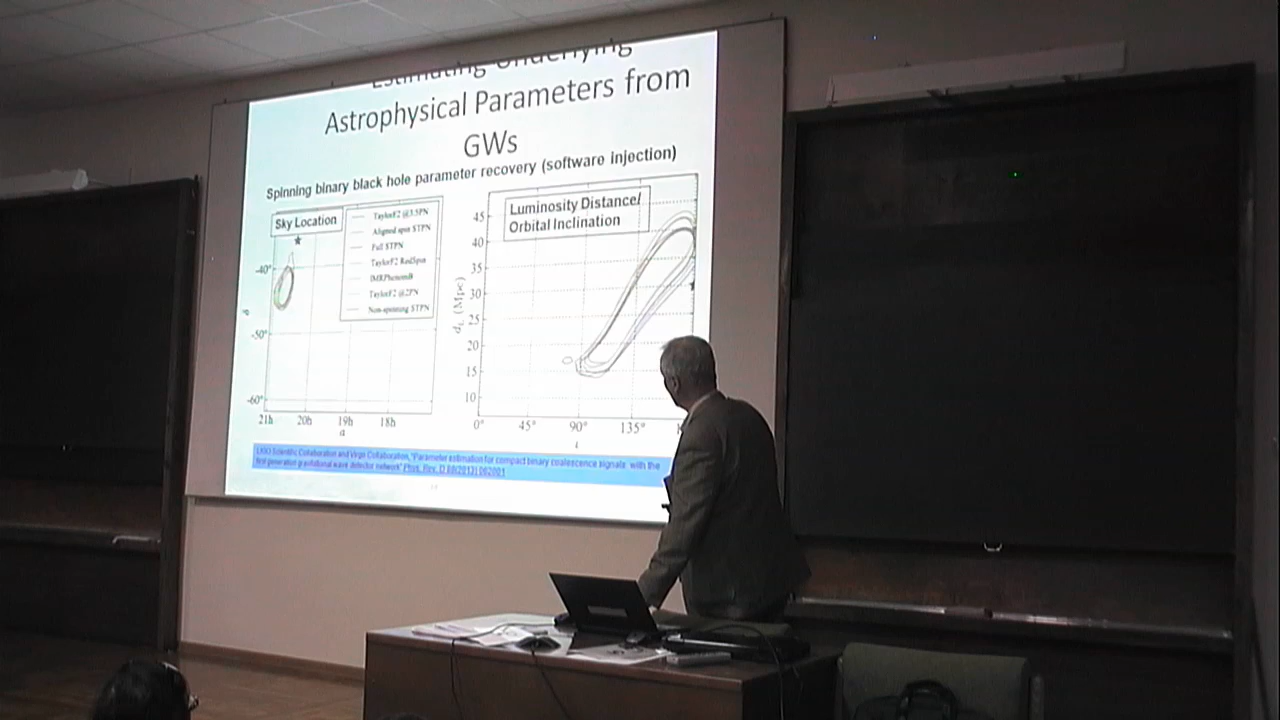 Estimating Underlying
Astrophysical Parameters from
GWs
Spinning binary black hole parameter recovery (software injection)
Sky Location
TaylorF2 @3.5PN
Aligned spin STPN
Full STPN
TaylorF2 RedSpin
IMRPhenomB
TaylorF2 @2PN
Non-spinning STPN
-40°
-50°
-60°
21h 20h 19h 18h
α
Luminosity Distance/
Orbital Inclination
45
40
35
30
25
20
15
10
dL (Mpc)
0° 45° 90° 135°
ι
LIGO Scientific Collaboration and Virgo Collaboration, "Parameter estimation for compact binary coalescence signals with the
first generation gravitational wave detector network" Phys. Rev. D 88(2013) 062001